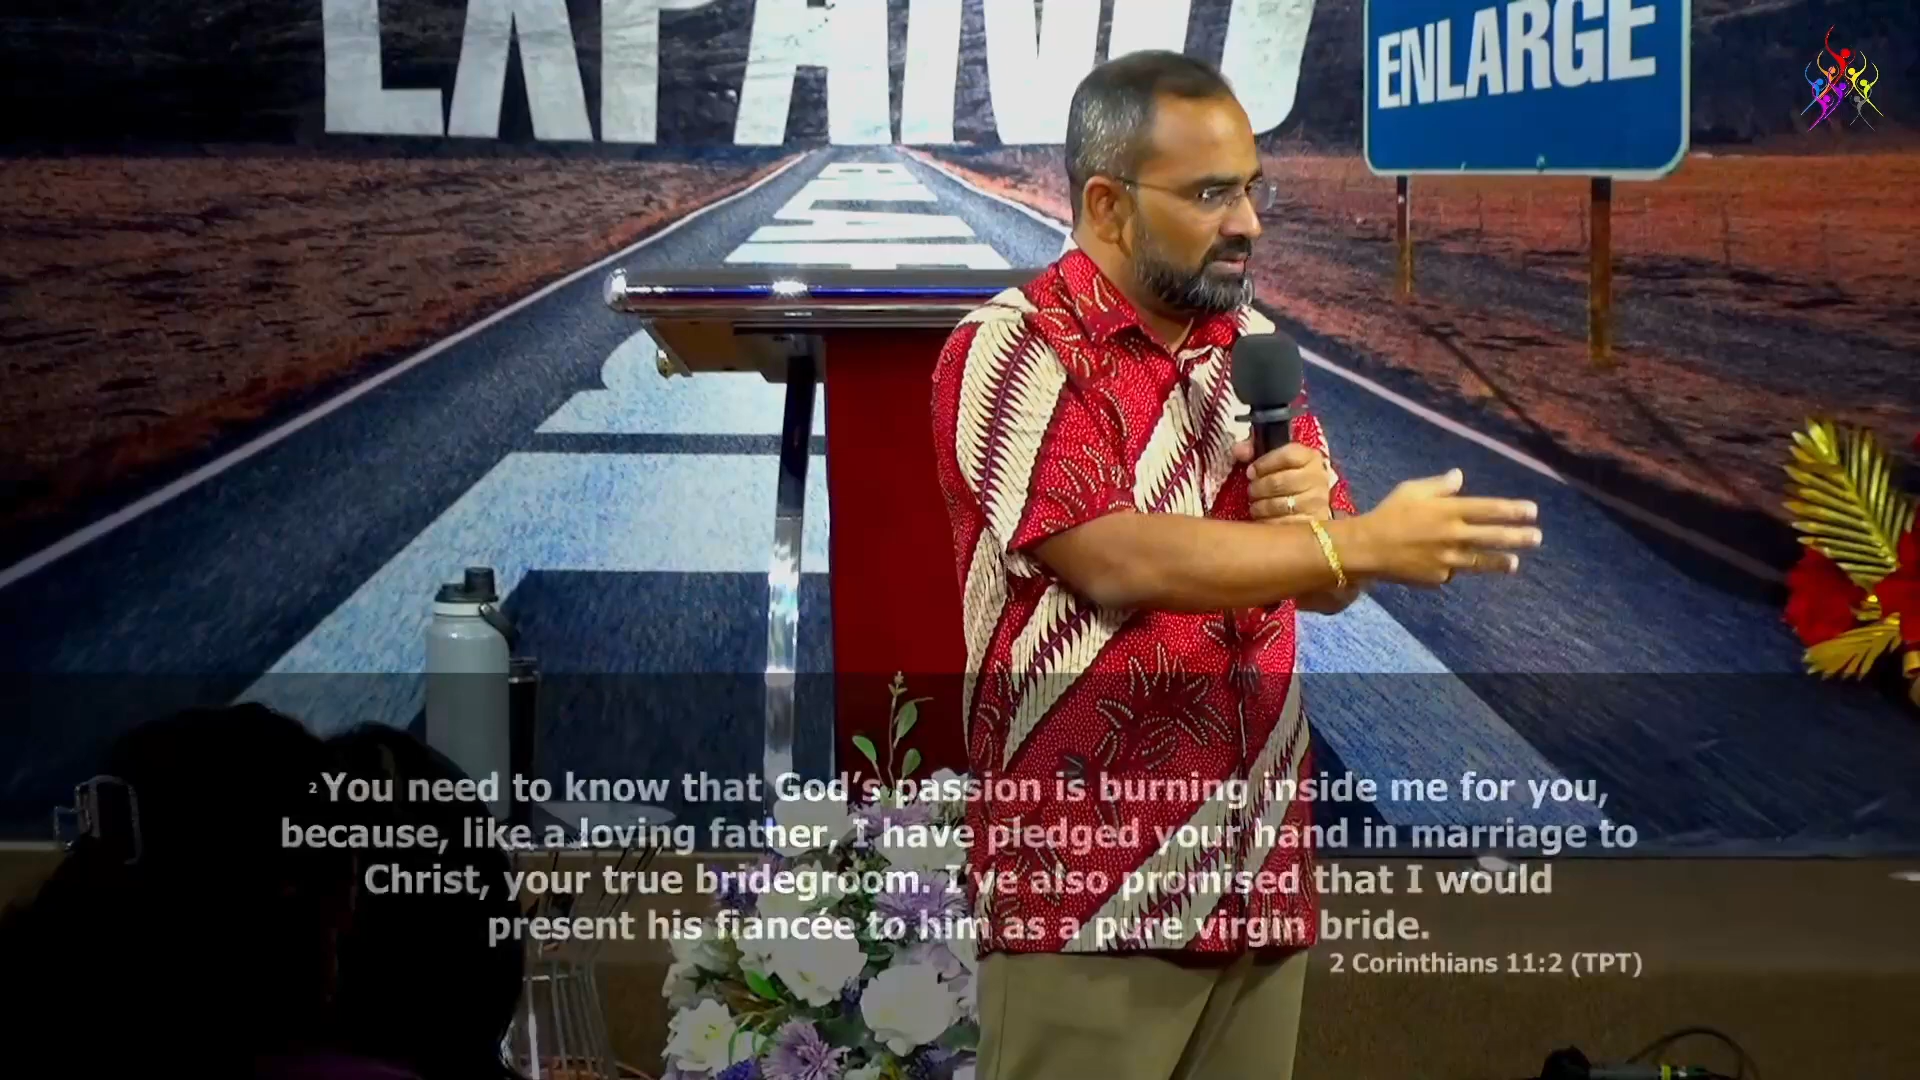 EXPAND
ENLARGE
²You need to know that God’s passion is burning inside me for you,
because, like a loving father, I have pledged your hand in marriage to
Christ, your true bridegroom. I’ve also promised that I would
present his fiancée to him as a pure virgin bride.
2 Corinthians 11:2 (TPT)